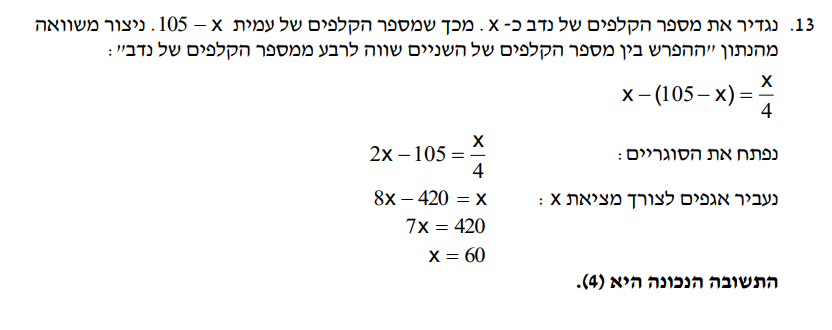 13. נגדיר את מספר הקלפים של נדב כ- x. מכך שמספר הקלפים של עמית 105 – x. ניצור משוואה
מהנתון "ההפרש בין מספר הקלפים של השניים שווה לרבע ממספר הקלפים של נדב":
x – (105 – x) = x/4
נפתח את הסוגריים: 2x – 105 = x/4
נעביר אגפים לצורך מציאת x: 8x – 420 = x
7x = 420
x = 60
התשובה הנכונה היא (4).